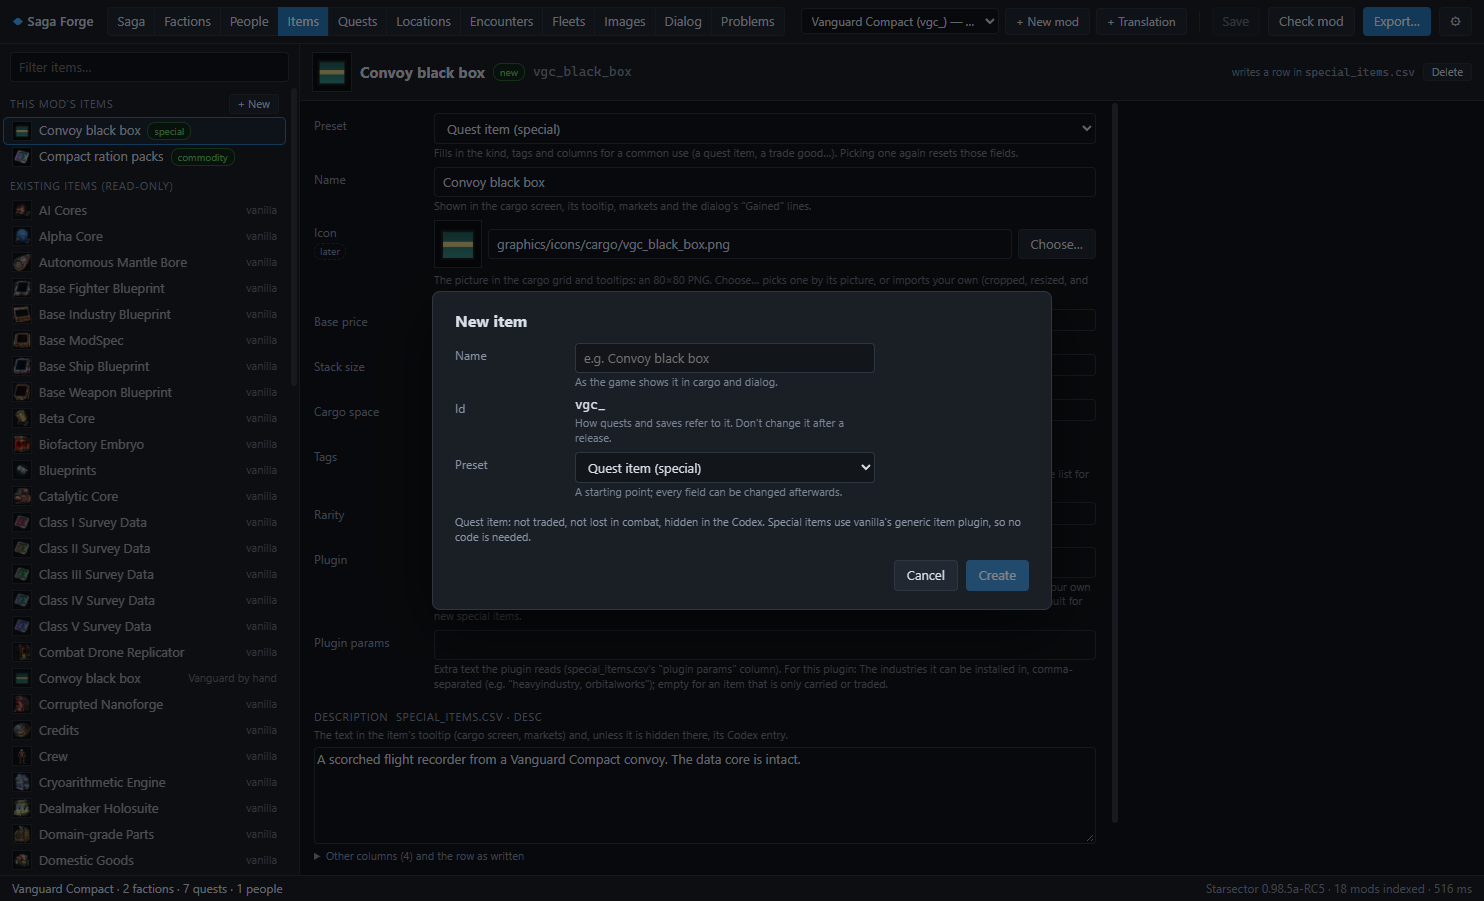 Saga Forge
Saga
Factions
People
Items
Quests
Locations
Encounters
Fleets
Images
Dialog
Problems
Vanguard Compact (vgc_) — ...
+ New mod
+ Translation
Save
Check mod
Export...
Filter items...
THIS MOD'S ITEMS
+ New
Convoy black box special
Compact ration packs commodity
EXISTING ITEMS (READ-ONLY)
AI Cores vanilla
Alpha Core vanilla
Autonomous Mantle Bore vanilla
Base Fighter Blueprint vanilla
Base Industry Blueprint vanilla
Base ModSpec vanilla
Base Ship Blueprint vanilla
Base Weapon Blueprint vanilla
Beta Core vanilla
Biofactory Embryo vanilla
Blueprints vanilla
Catalytic Core vanilla
Class I Survey Data vanilla
Class II Survey Data vanilla
Class III Survey Data vanilla
Class IV Survey Data vanilla
Class V Survey Data vanilla
Combat Drone Replicator vanilla
Convoy black box Vanguard by hand
Corrupted Nanoforge vanilla
Credits vanilla
Crew vanilla
Cryoarithmetic Engine vanilla
Dealmaker Holosuite vanilla
Domain-grade Parts vanilla
Domestic Goods vanilla
Convoy black box new vgc_black_box
writes a row in special_items.csv
Delete
Preset
Quest item (special)
Fills in the kind, tags and columns for a common use (a quest item, a trade good...). Picking one again resets those fields.
Name
Convoy black box
Shown in the cargo screen, its tooltip, markets and the dialog's "Gained" lines.
Icon
later
graphics/icons/cargo/vgc_black_box.png
Choose...
The picture in the cargo grid and tooltips: an 80×80 PNG. Choose... picks one by its picture, or imports your own (cropped, resized, and
Base price
Stack size
Cargo space
Tags
e list for
Rarity
Plugin
our own
ult for
new special items.
Plugin params
Extra text the plugin reads (special_items.csv's "plugin params" column). For this plugin: The industries it can be installed in, comma-
separated (e.g. "heavyindustry, orbitalworks"); empty for an item that is only carried or traded.
DESCRIPTION SPECIAL_ITEMS.CSV · DESC
The text in the item's tooltip (cargo screen, markets) and, unless it is hidden there, its Codex entry.
A scorched flight recorder from a Vanguard Compact convoy. The data core is intact.
Other columns (4) and the row as written
New item
Name
e.g. Convoy black box
As the game shows it in cargo and dialog.
Id
vgc_
How quests and saves refer to it. Don't change it after a
release.
Preset
Quest item (special)
A starting point; every field can be changed afterwards.
Quest item: not traded, not lost in combat, hidden in the Codex. Special items use vanilla's generic item plugin, so no
code is needed.
Cancel
Create
Vanguard Compact · 2 factions · 7 quests · 1 people
Starsector 0.98.5a-RC5 · 18 mods indexed · 516 ms